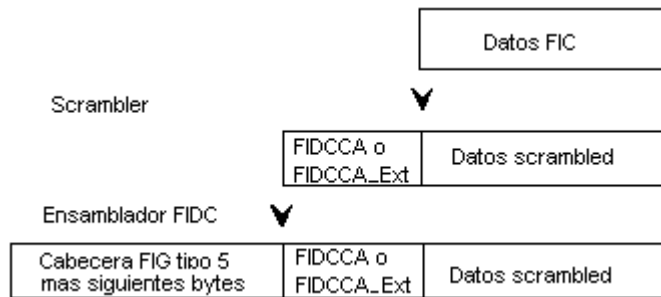 Datos FIC
Scrambler
FIDCCA o
FIDCCA_Ext
Datos scrambled
Ensamblador FIDC
Cabecera FIG tipo 5
mas siguientes bytes
FIDCCA o
FIDCCA_Ext
Datos scrambled